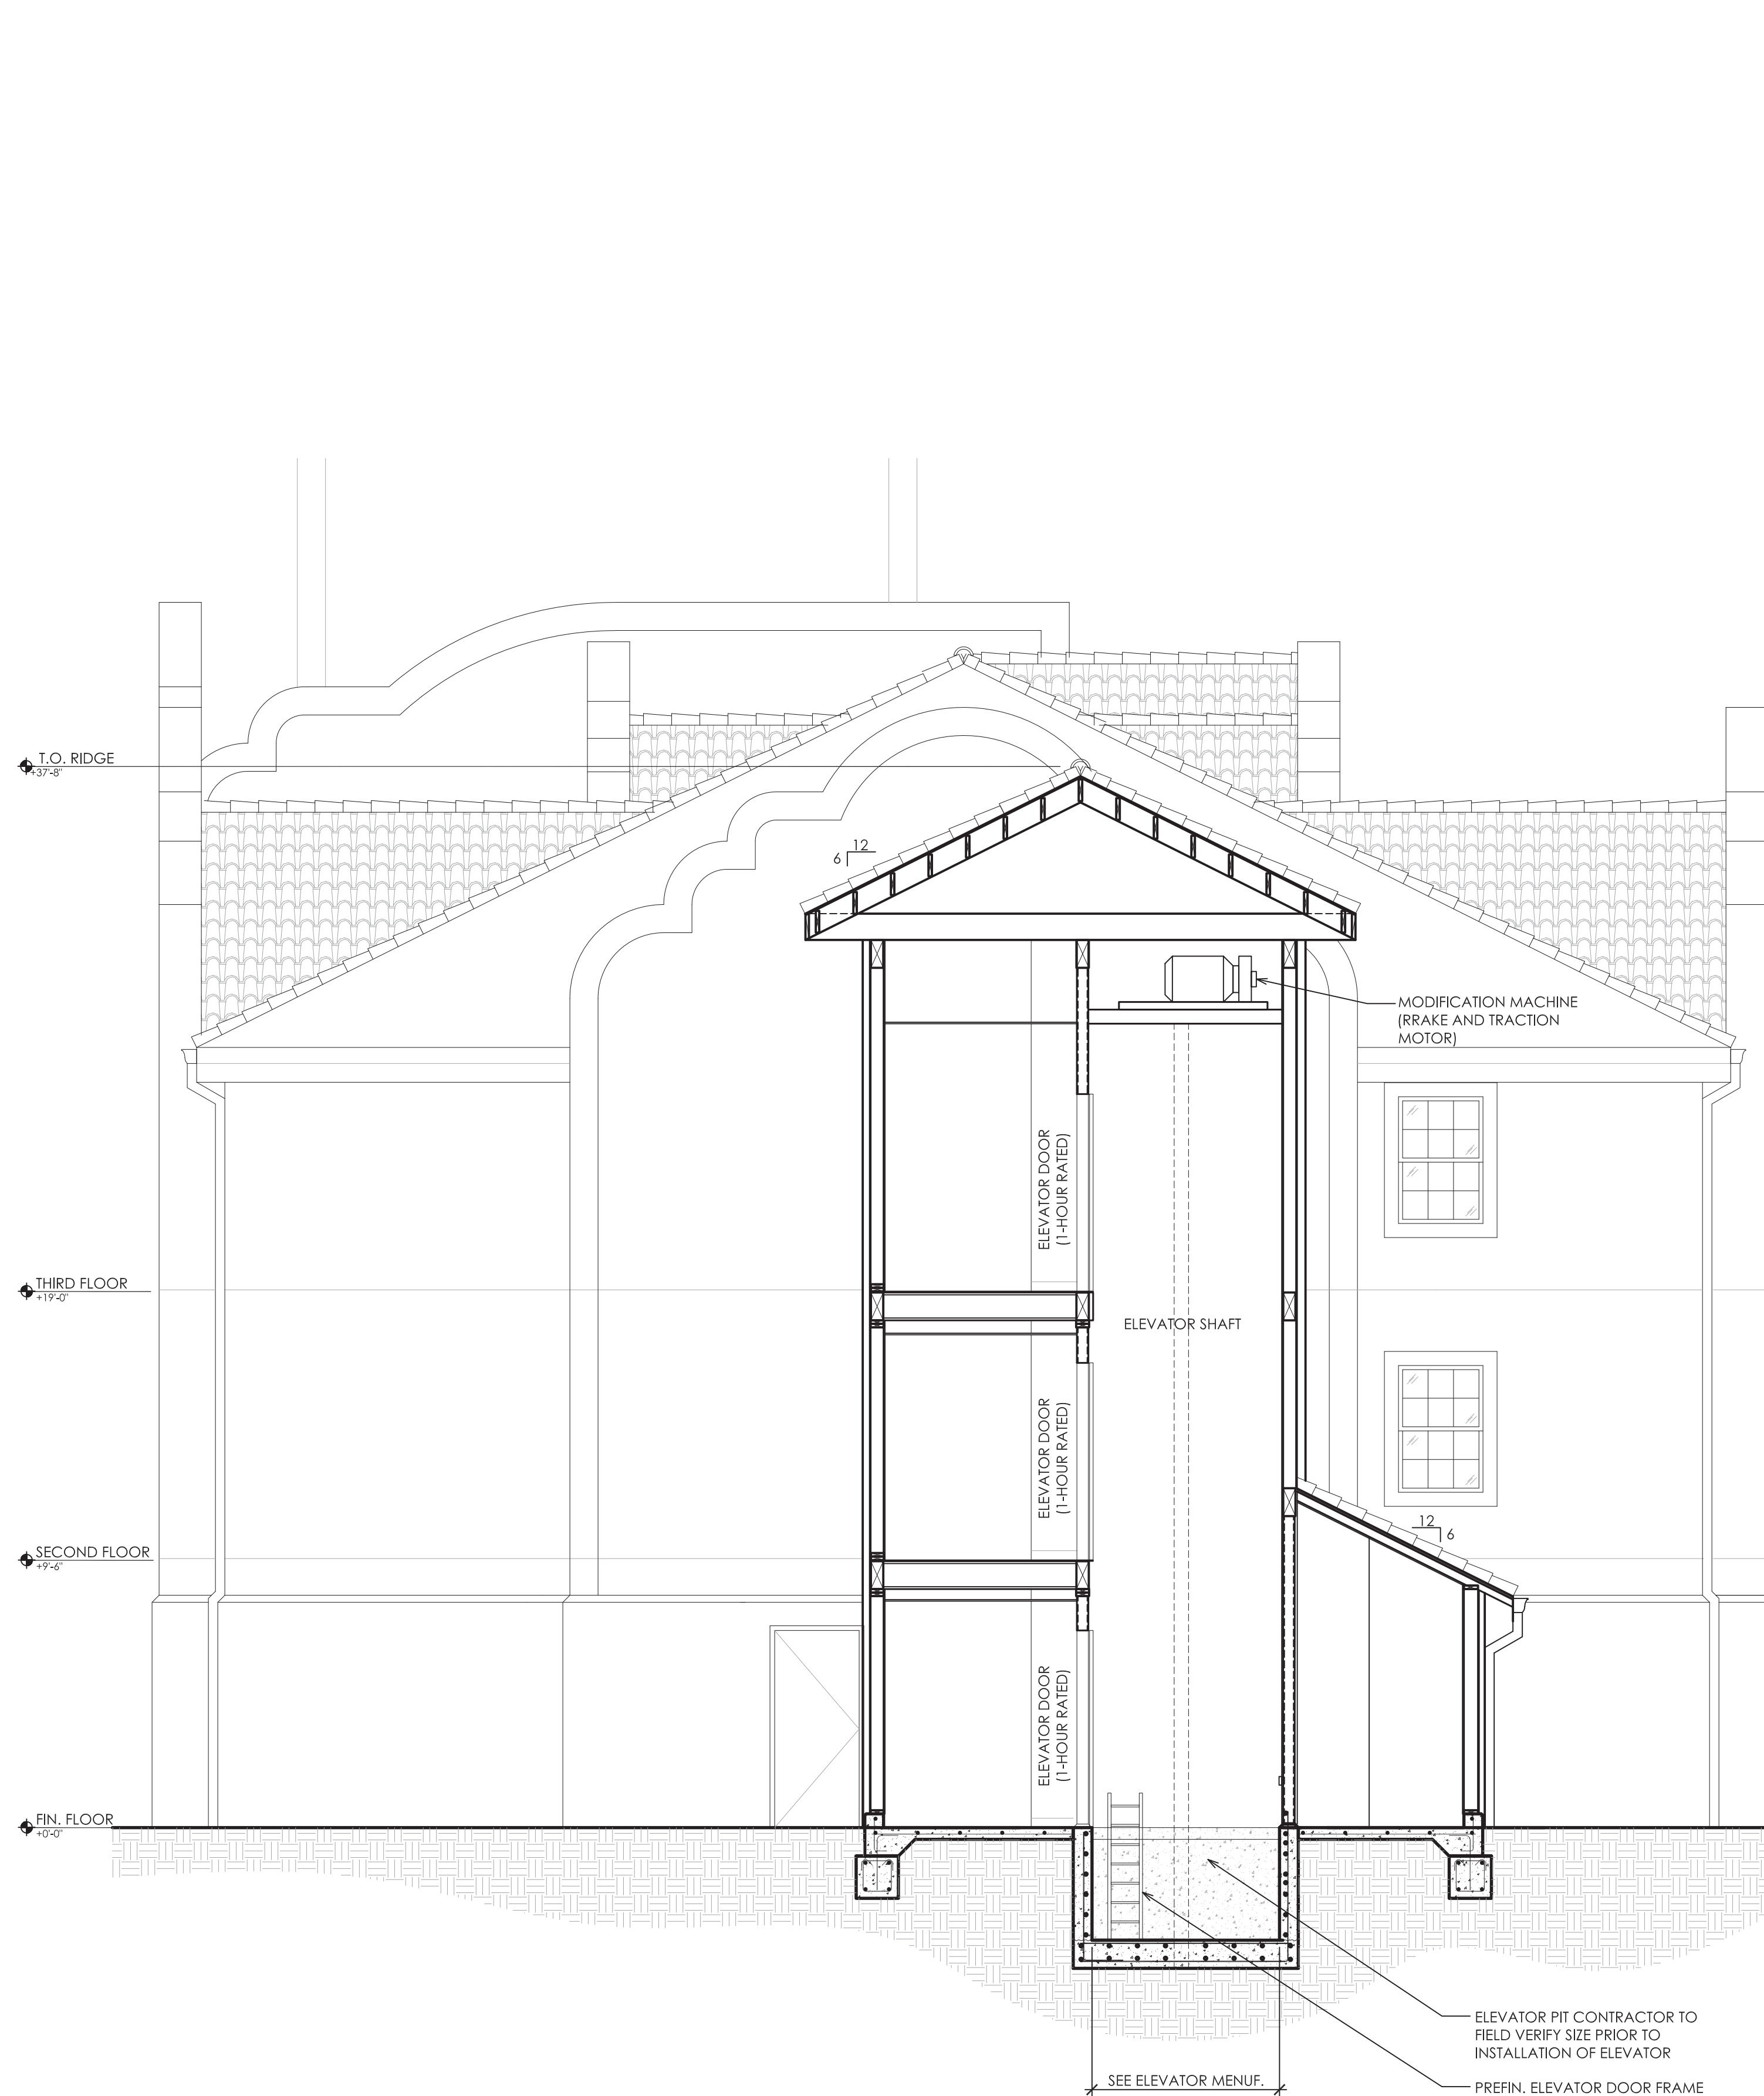 T.O. RIDGE
+37'-8"
12
6
MODIFICATION MACHINE
(RRAKE AND TRACTION
MOTOR)
ELEVATOR DOOR
(1-HOUR RATED)
THIRD FLOOR
+19'-0"
ELEVATOR SHAFT
ELEVATOR DOOR
(1-HOUR RATED)
12
6
SECOND FLOOR
+9'-6"
ELEVATOR DOOR
(1-HOUR RATED)
FIN. FLOOR
+0'-0"
ELEVATOR PIT CONTRACTOR TO
FIELD VERIFY SIZE PRIOR TO
INSTALLATION OF ELEVATOR
SEE ELEVATOR MENUF.
PREFIN. ELEVATOR DOOR FRAME